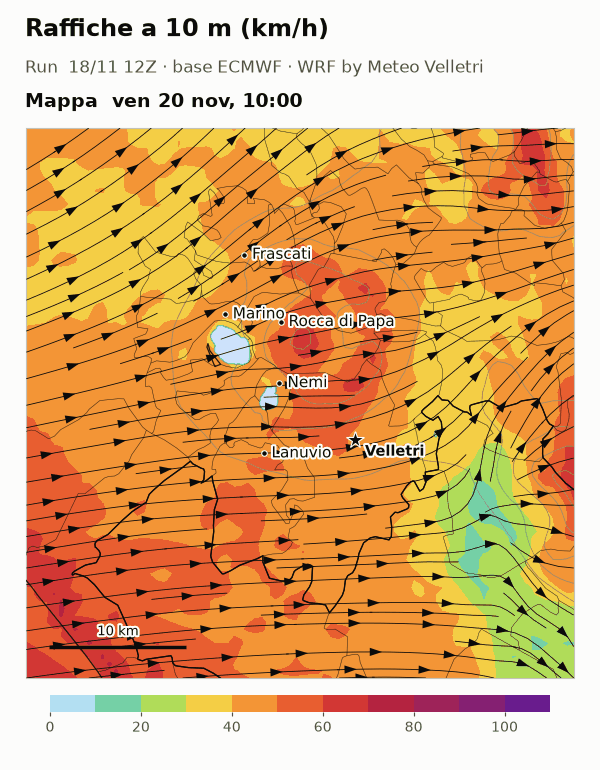 Raffiche a 10 m (km/h)
Run  18/11 12Z · base ECMWF · WRF by Meteo Velletri
Mappa  ven 20 nov, 10:00
Frascati
Marino
Rocca di Papa
Nemi
Velletri
Lanuvio
10 km
0 20 40 60 80 100